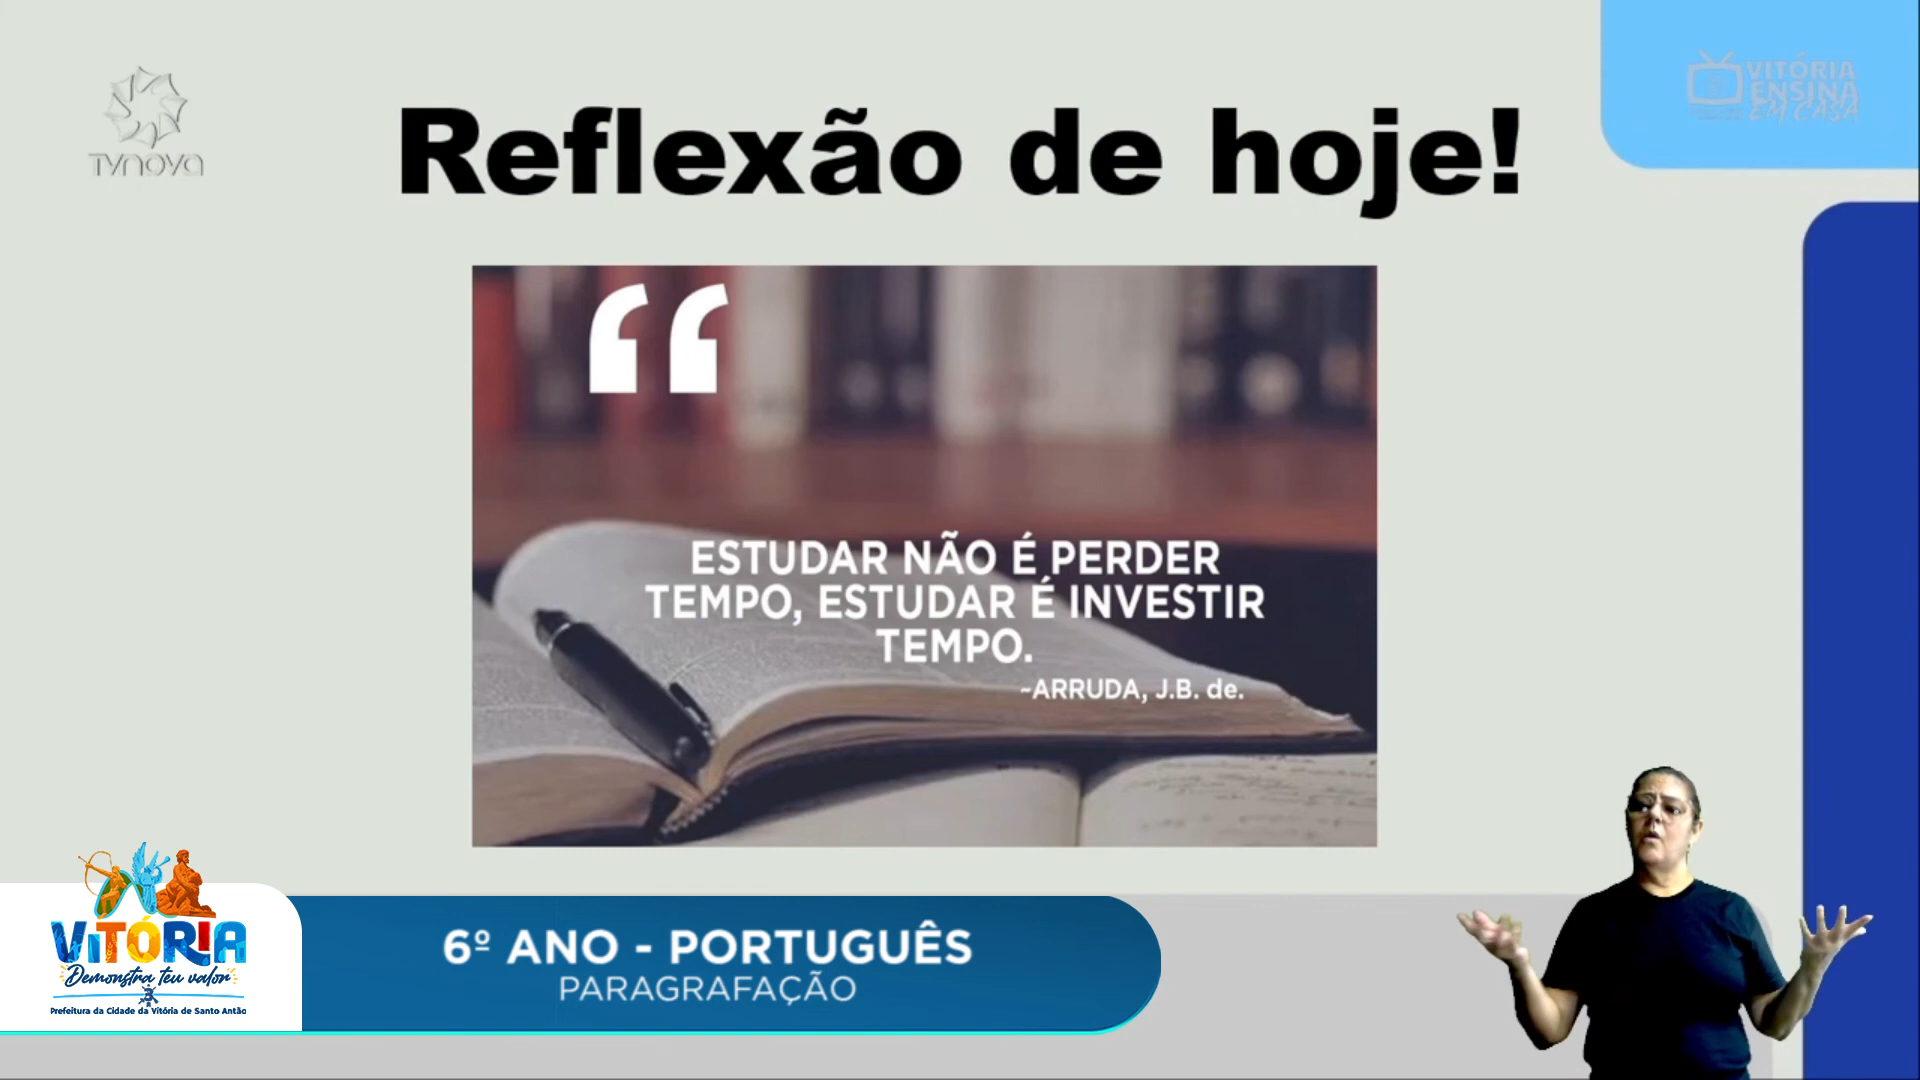 TVNOVA
VITÓRIA
ENSINA
EM CASA
Reflexão de hoje!
“
ESTUDAR NÃO É PERDER
TEMPO, ESTUDAR É INVESTIR
TEMPO.
~ARRUDA, J.B. de.
VITÓRIA
Demonstra teu valor
Prefeitura da Cidade da Vitória de Santo Antão
6º ANO - PORTUGUÊS
PARAGRAFAÇÃO